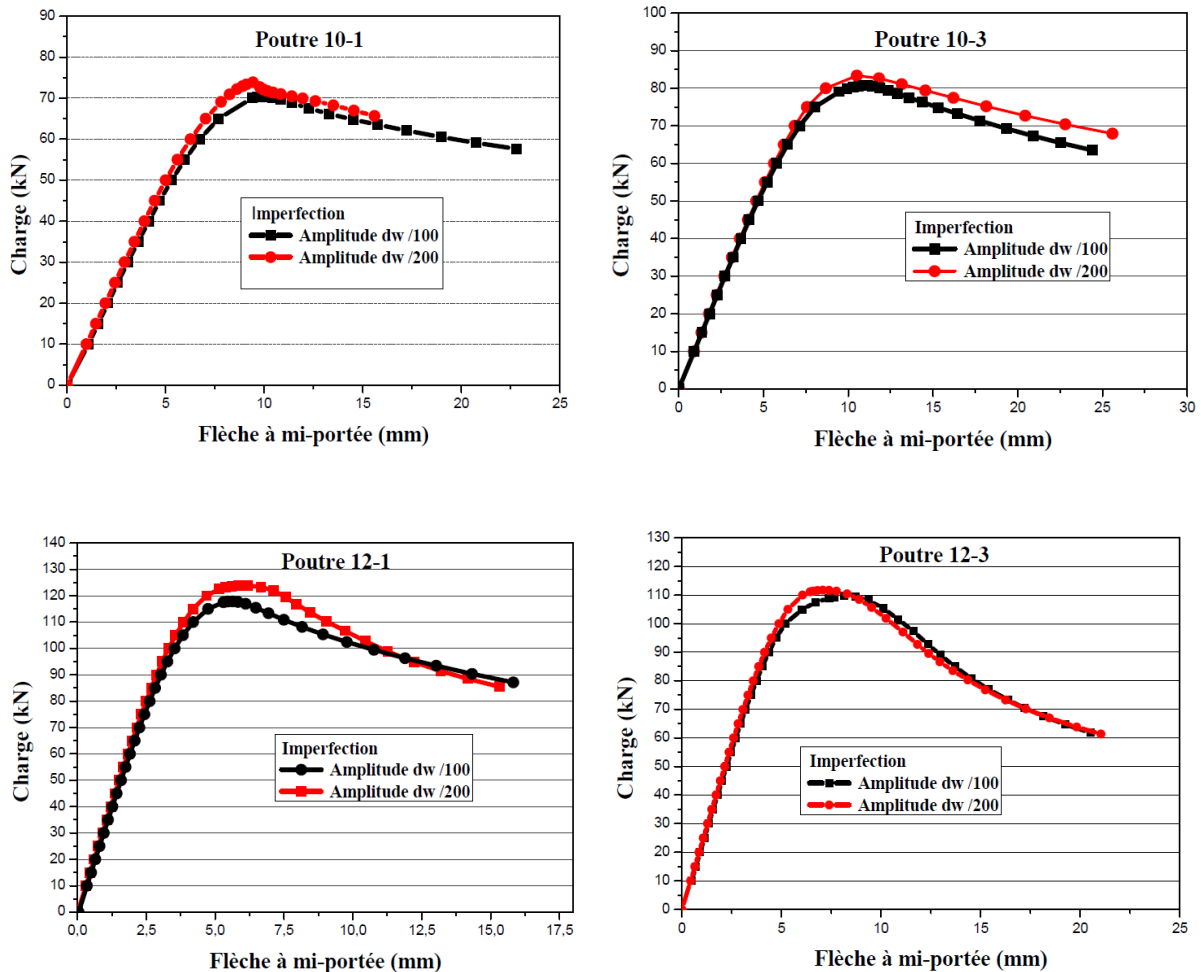 Poutre 10-1
Charge (kN)
90
80
70
60
50
40
30
20
10
0
Imperfection
Amplitude dw /100
Amplitude dw /200
0 5 10 15 20 25
Flèche à mi-portée (mm)
Poutre 10-3
Charge (kN)
100
90
80
70
60
50
40
30
20
10
0
Imperfection
Amplitude dw /100
Amplitude dw /200
0 5 10 15 20 25 30
Flèche à mi-portée (mm)
Poutre 12-1
Charge (kN)
140
130
120
110
100
90
80
70
60
50
40
30
20
10
0
Imperfection
Amplitude dw /100
Amplitude dw /200
0,0 2,5 5,0 7,5 10,0 12,5 15,0 17,5
Flèche à mi-portée (mm)
Poutre 12-3
Charge (kN)
130
120
110
100
90
80
70
60
50
40
30
20
10
0
Imperfection
Amplitude dw /100
Amplitude dw /200
0 5 10 15 20 25
Flèche à mi-portée (mm)